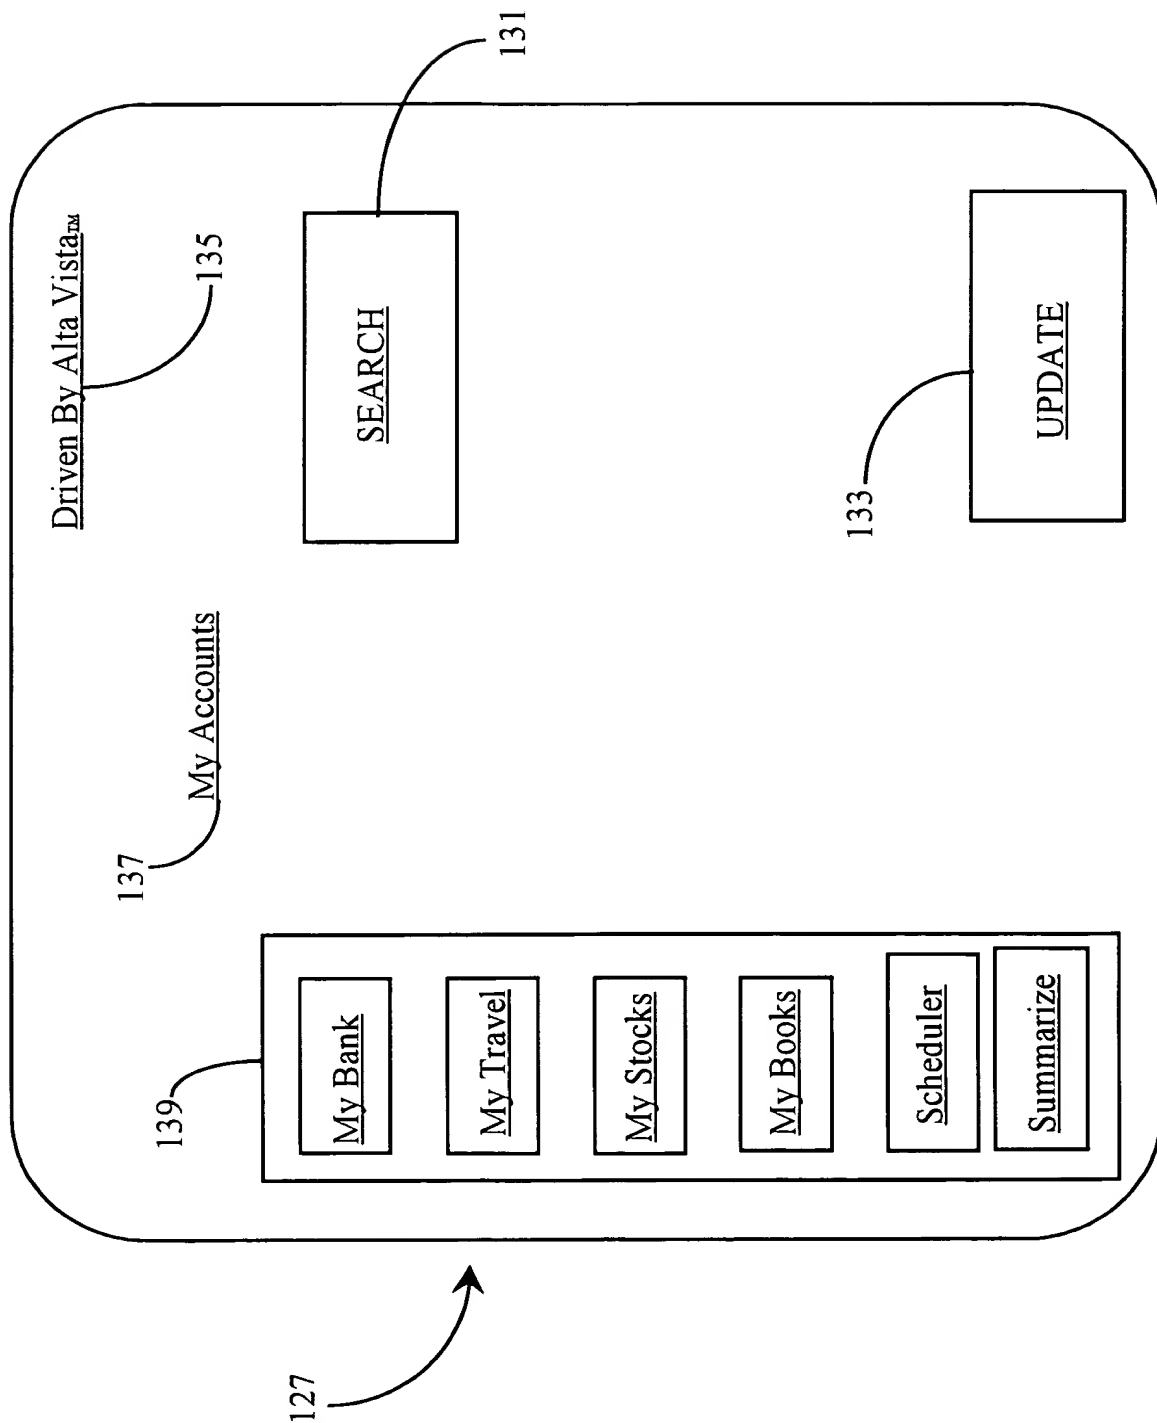 Driven By Alta Vista™
135
My Accounts
137
139
My Bank
My Travel
My Stocks
My Books
Scheduler
Summarize
SEARCH
131
UPDATE
133
127